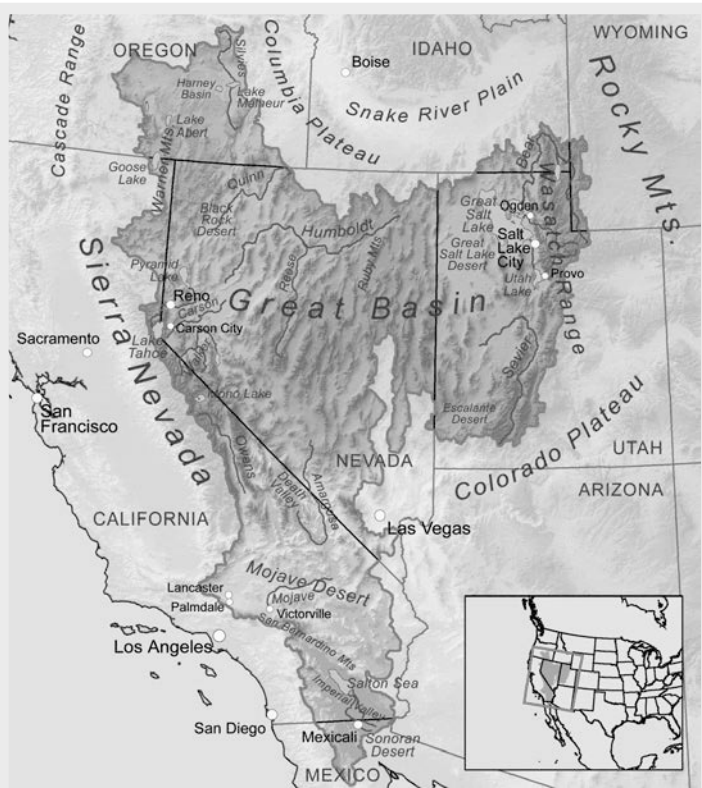 OREGON
IDAHO
WYOMING
Cascade Range
Silvies
Columbia Plateau
Boise
Harney
Basin
Lake
Malheur
Snake River Plain
Rocky Mts.
Lake
Abert
Goose
Lake
Warner Mts
Quinn
Bear
Wasatch Range
Black
Rock
Desert
Humboldt
Great
Salt
Lake
Ogden
Salt
Lake
City
Great
Salt Lake
Desert
Provo
Utah
Lake
Sierra Nevada
Pyramid
Lake
Reese
Ruby Mts
Reno
Carson
Great Basin
Carson City
Sacramento
Lake
Tahoe
Walker
Sevier
Mono Lake
San
Francisco
Escalante
Desert
Colorado Plateau
UTAH
Owens
NEVADA
ARIZONA
Death
Valley
Amargosa
CALIFORNIA
Las Vegas
Mojave Desert
Lancaster
Palmdale
Mojave
Victorville
San Bernardino Mts
Los Angeles
Salton Sea
Imperial Valley
San Diego
Mexicali
Sonoran
Desert
MEXICO